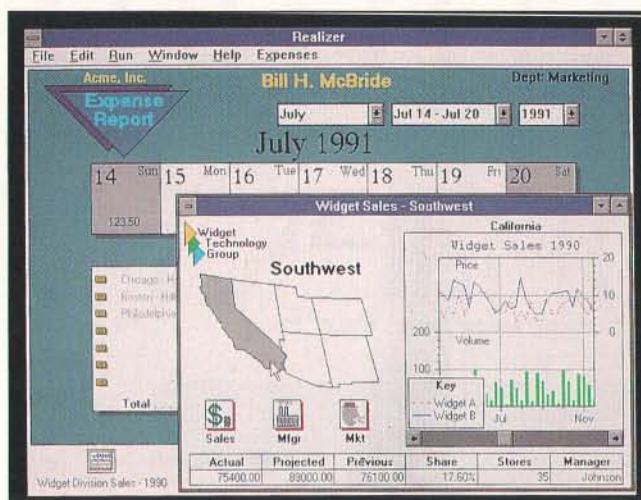 Realizer
File Edit Run Window Help Expenses
Acme, Inc.
Expense
Report
Bill H. McBride
Dept: Marketing
July Jul 14 - Jul 20 1991
July 1991
14 Sun 15 Mon 16 Tue 17 Wed 18 Thu 19 Fri 20 Sat
123.50
Chicago - H
Boston - Hilt
Philadelphia
Total
Widget Division Sales - 1990
Widget Sales - Southwest
Widget
Technology
Group
Southwest
California
Widget Sales 1990
Price
20
10
0
200
Volume
100
Key
Widget A
Widget B
Jul Nov
Sales Mfgr Mkt
Actual Projected Previous Share Stores Manager
75400.00 89000.00 76100.00 17.60% 35 Johnson